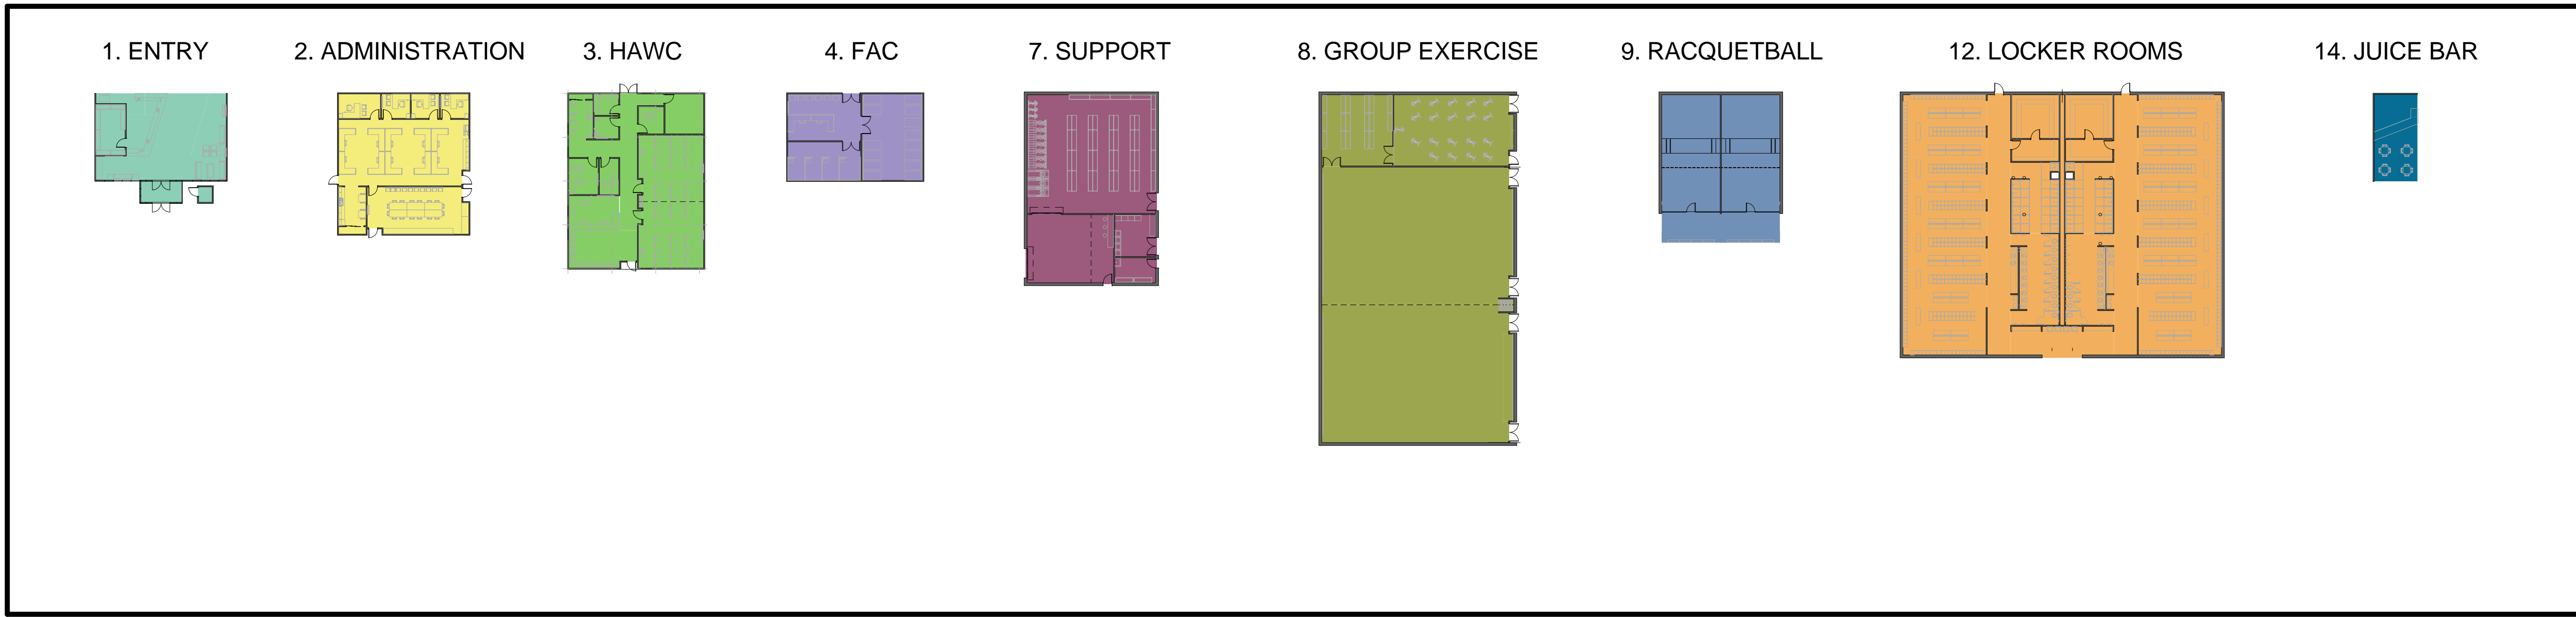 1. ENTRY
2. ADMINISTRATION
3. HAWC
4. FAC
7. SUPPORT
8. GROUP EXERCISE
9. RACQUETBALL
12. LOCKER ROOMS
14. JUICE BAR